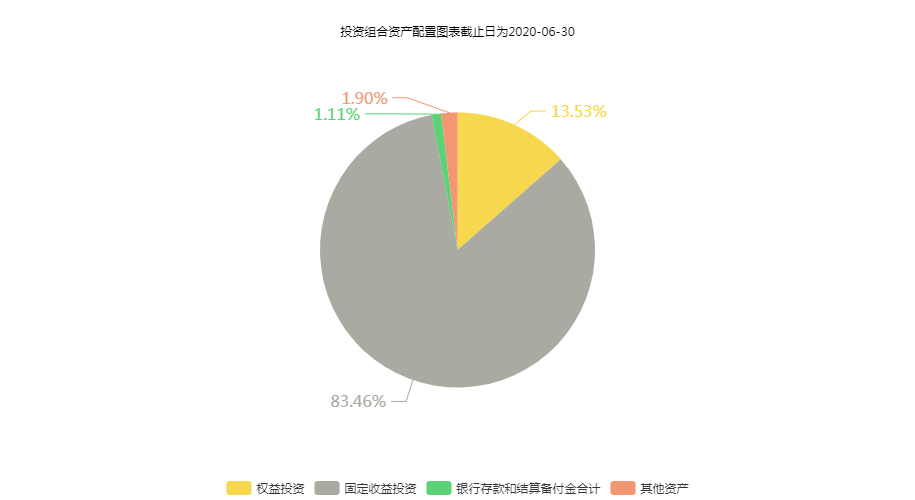 投资组合资产配置图表截止日为2020-06-30
1.90%
1.11%
13.53%
83.46%
权益投资 固定收益投资 银行存款和结算备付金合计 其他资产